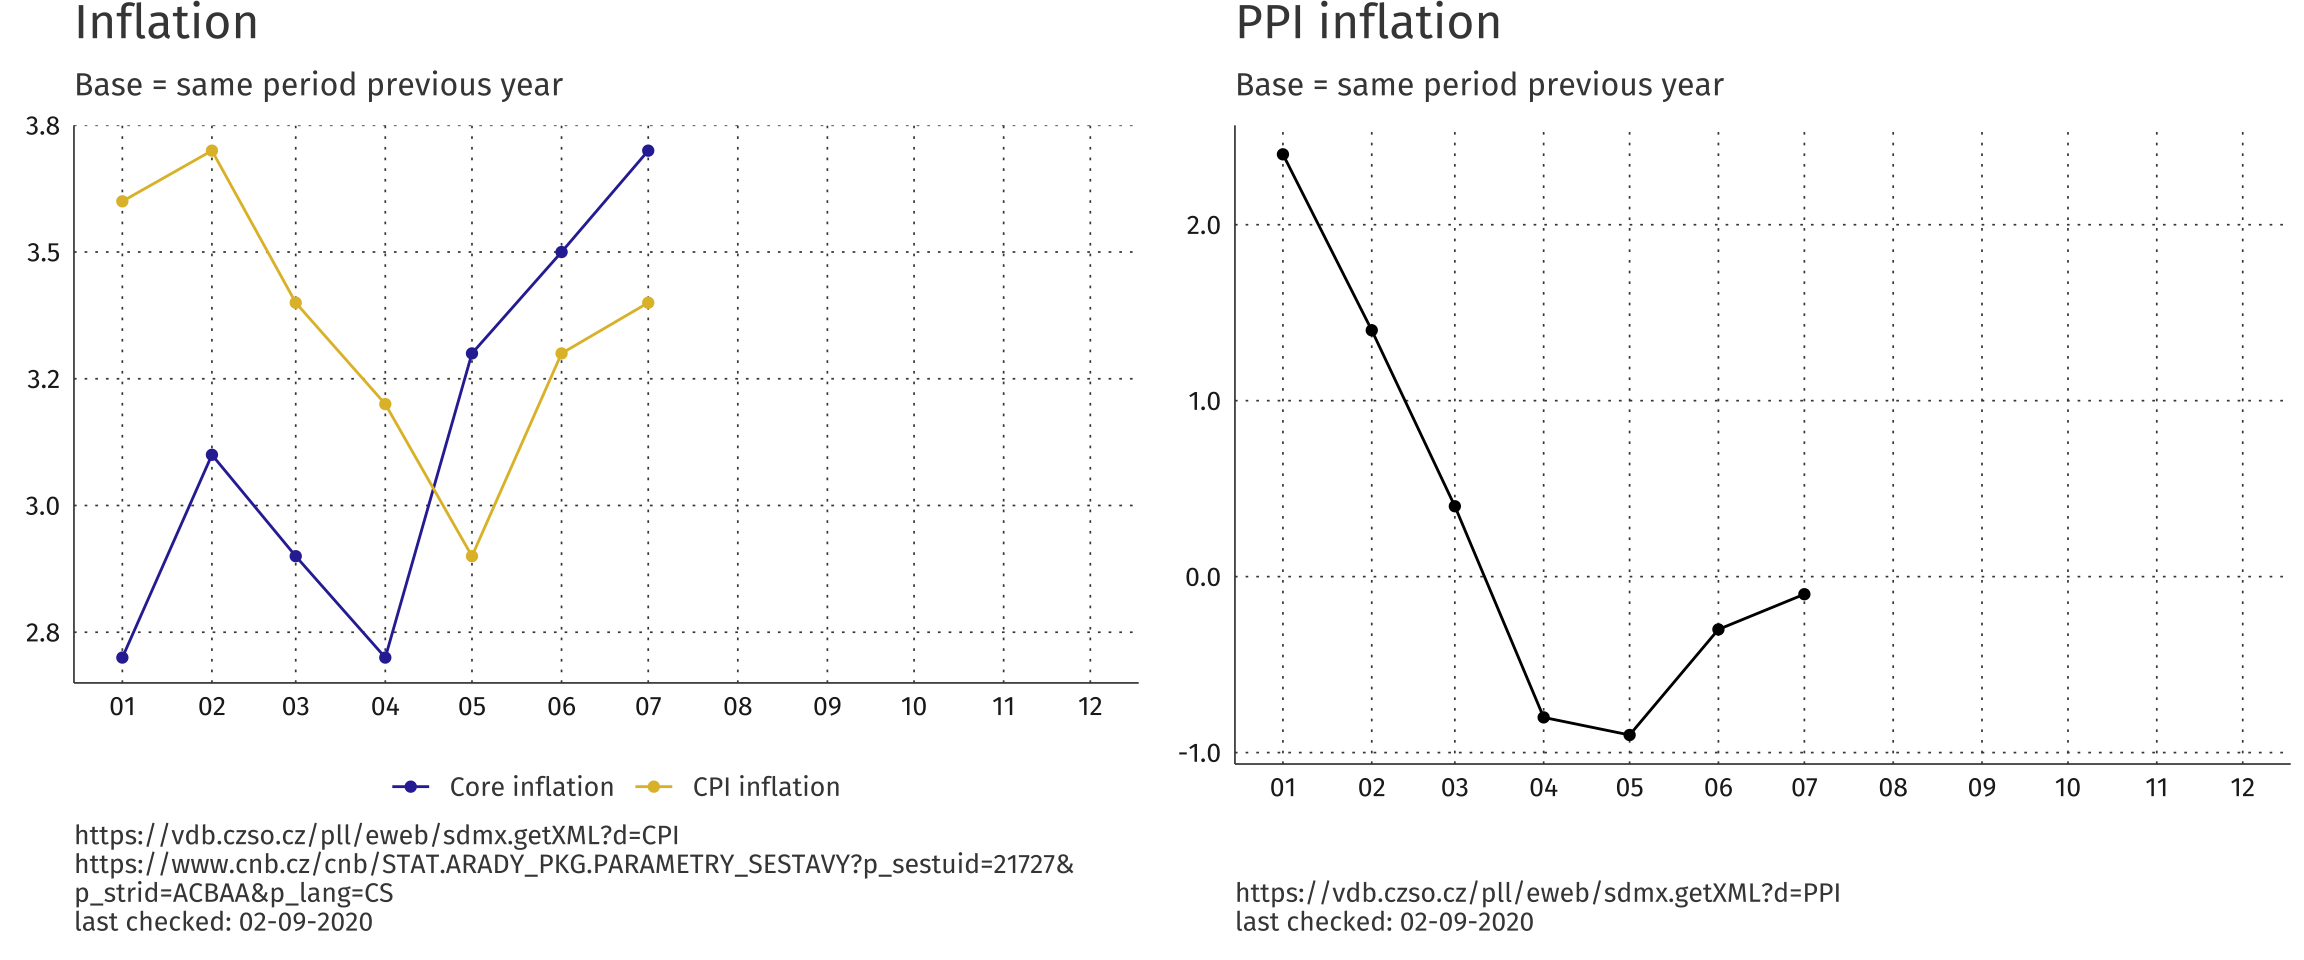 Inflation
Base = same period previous year
3.8
3.5
3.2
3.0
2.8
01 02 03 04 05 06 07 08 09 10 11 12
Core inflation CPI inflation
https://vdb.czso.cz/pll/eweb/sdmx.getXML?d=CPI
https://www.cnb.cz/cnb/STAT.ARADY_PKG.PARAMETRY_SESTAVY?p_sestuid=21727&
p_strid=ACBAA&p_lang=CS
last checked: 02-09-2020
PPI inflation
Base = same period previous year
2.0
1.0
0.0
-1.0
01 02 03 04 05 06 07 08 09 10 11 12
https://vdb.czso.cz/pll/eweb/sdmx.getXML?d=PPI
last checked: 02-09-2020